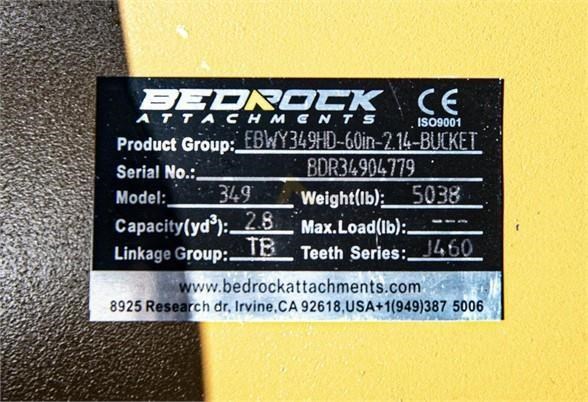 BEDROCK
ATTACHMENTS
CE
ISO9001
Product Group: EBWY349HD-60in-2.14-BUCKET
Serial No.: BDR34904779
Model: 349 Weight(lb): 5038
Capacity(yd³): 2.8 Max.Load(lb): ---
Linkage Group: TB Teeth Series: J460
www.bedrockattachments.com
8925 Research dr, Irvine,CA 92618,USA+1(949)387 5006